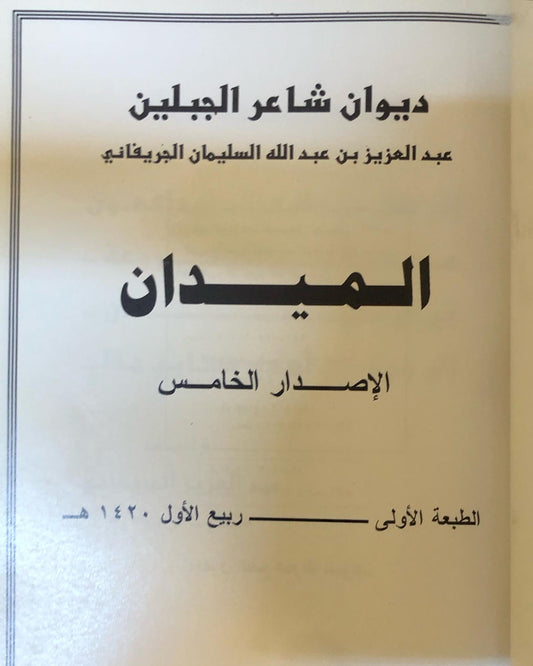 ديوان شاعر الجبلين
عبد العزيز بن عبد الله السليمان الجريفاني
الميدان
الإصدار الخامس
الطبعة الأولى ــــــ ربيع الأول ١٤٢٠ هـ